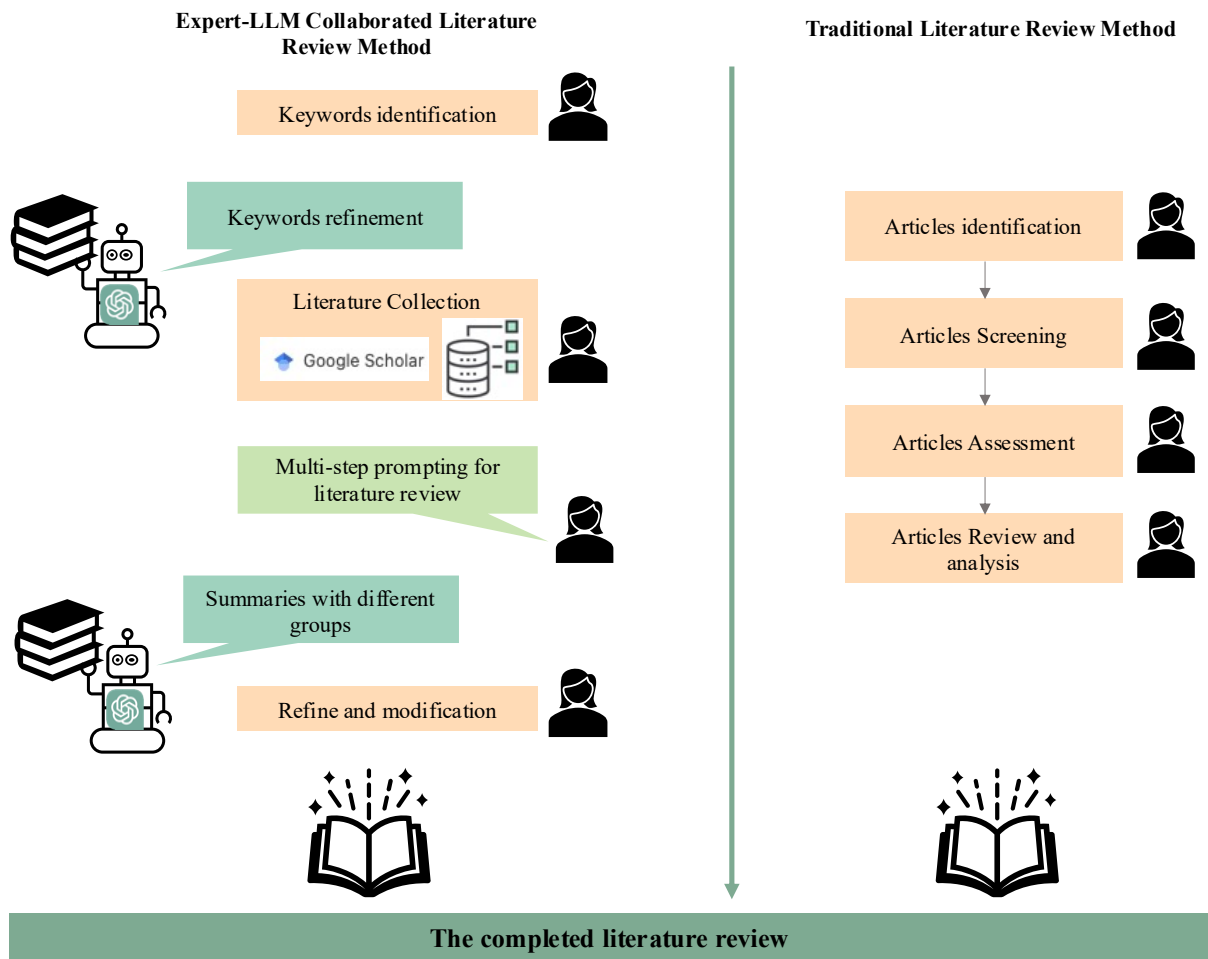 Expert-LLM Collaborated Literature
Review Method
Keywords identification
Keywords refinement
Literature Collection
Google Scholar
Multi-step prompting for
literature review
Summaries with different
groups
Refine and modification
Traditional Literature Review Method
Articles identification
Articles Screening
Articles Assessment
Articles Review and
analysis
The completed literature review